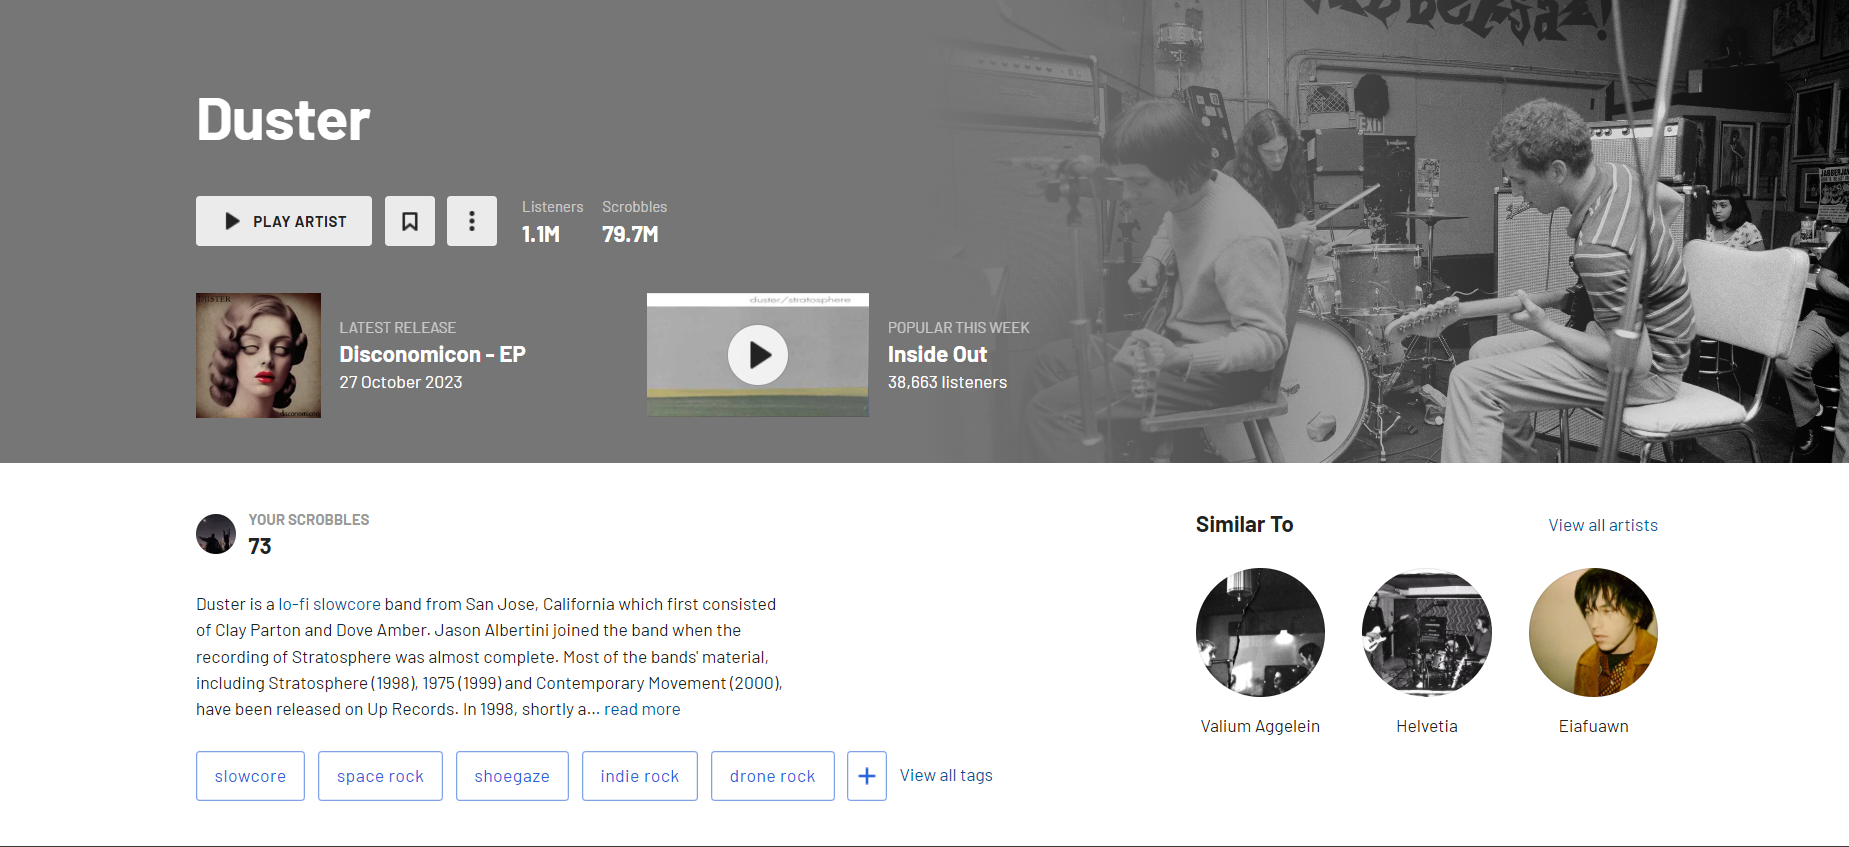 Duster
PLAY ARTIST
Listeners
Scrobbles
1.1M
79.7M
DUSTER
disconomicon
LATEST RELEASE
Disconomicon - EP
27 October 2023
duster/stratosphere
POPULAR THIS WEEK
Inside Out
38,663 listeners
EXIT
YOUR SCROBBLES
73
Duster is a lo-fi slowcore band from San Jose, California which first consisted
of Clay Parton and Dove Amber. Jason Albertini joined the band when the
recording of Stratosphere was almost complete. Most of the bands' material,
including Stratosphere (1998), 1975 (1999) and Contemporary Movement (2000),
have been released on Up Records. In 1998, shortly a... read more
slowcore
space rock
shoegaze
indie rock
drone rock
+
View all tags
Similar To
View all artists
Valium Aggelein
Helvetia
Eiafuawn